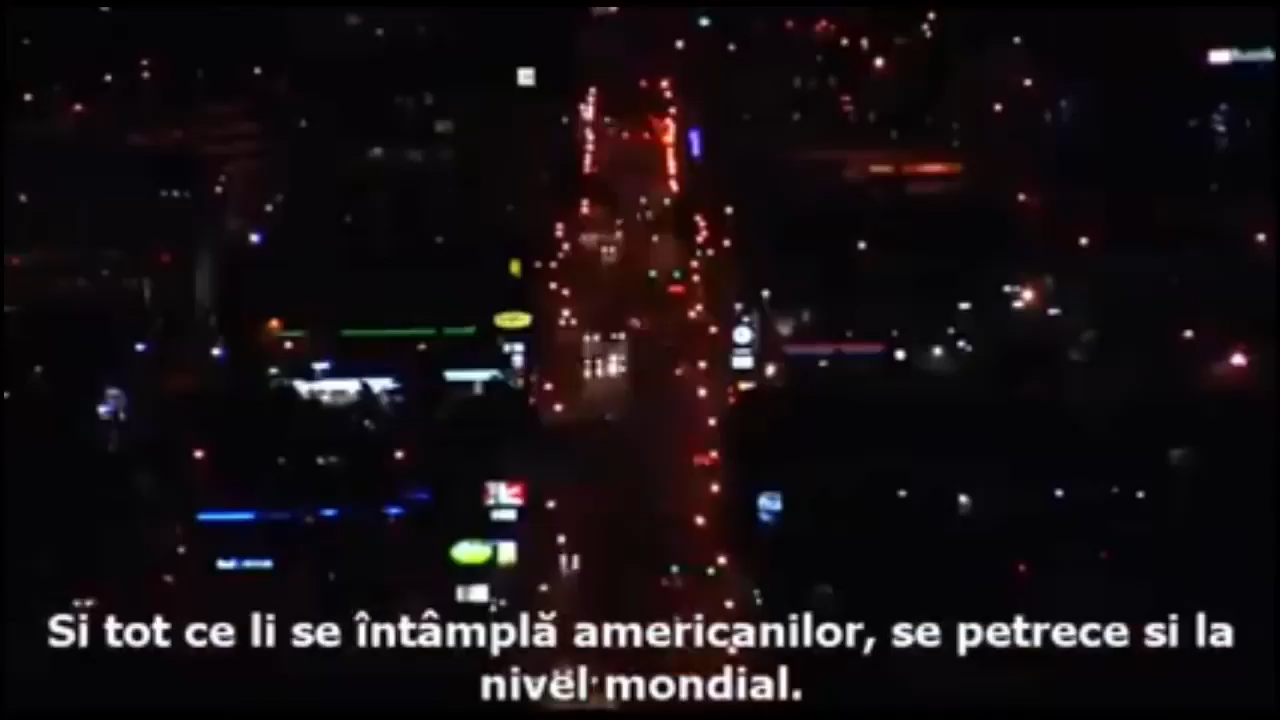 Si tot ce li se întâmplă americanilor, se petrece si la
nivel mondial.